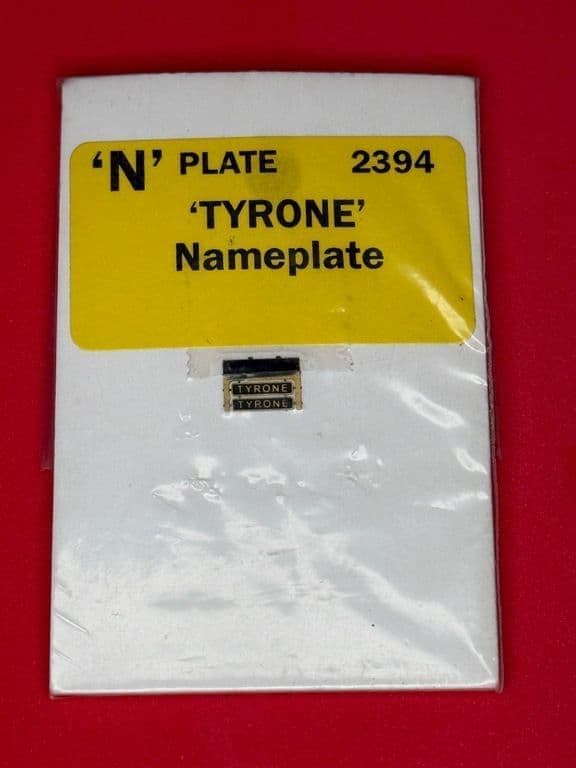 ‘N’ PLATE 2394
‘TYRONE’
Nameplate
TYRONE
TYRONE